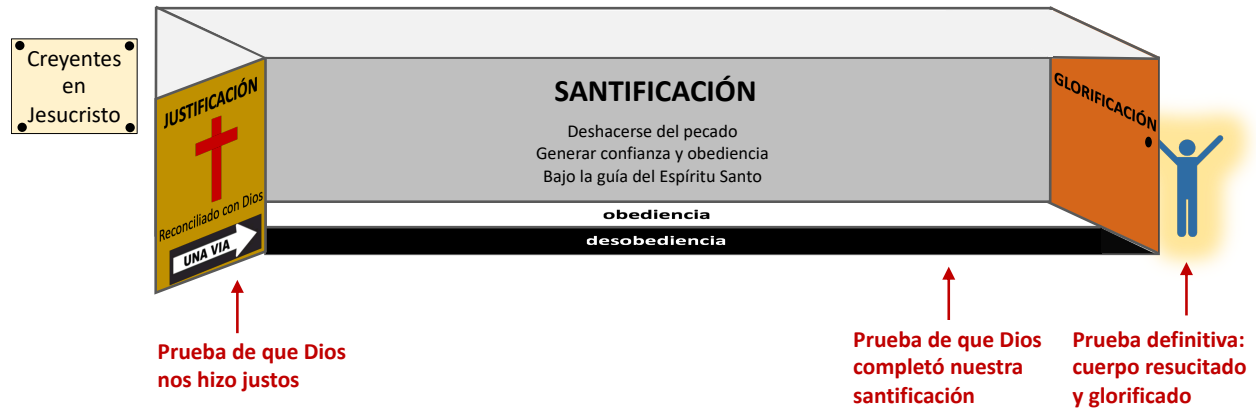 Creyentes
en
Jesucristo
JUSTIFICACIÓN
Reconciliado con Dios
UNA VIA
SANTIFICACIÓN
Deshacerse del pecado
Generar confianza y obediencia
Bajo la guía del Espíritu Santo
obediencia
desobediencia
GLORIFICACIÓN
Prueba de que Dios
nos hizo justos
Prueba de que Dios
completó nuestra
santificación
Prueba definitiva:
cuerpo resucitado
y glorificado